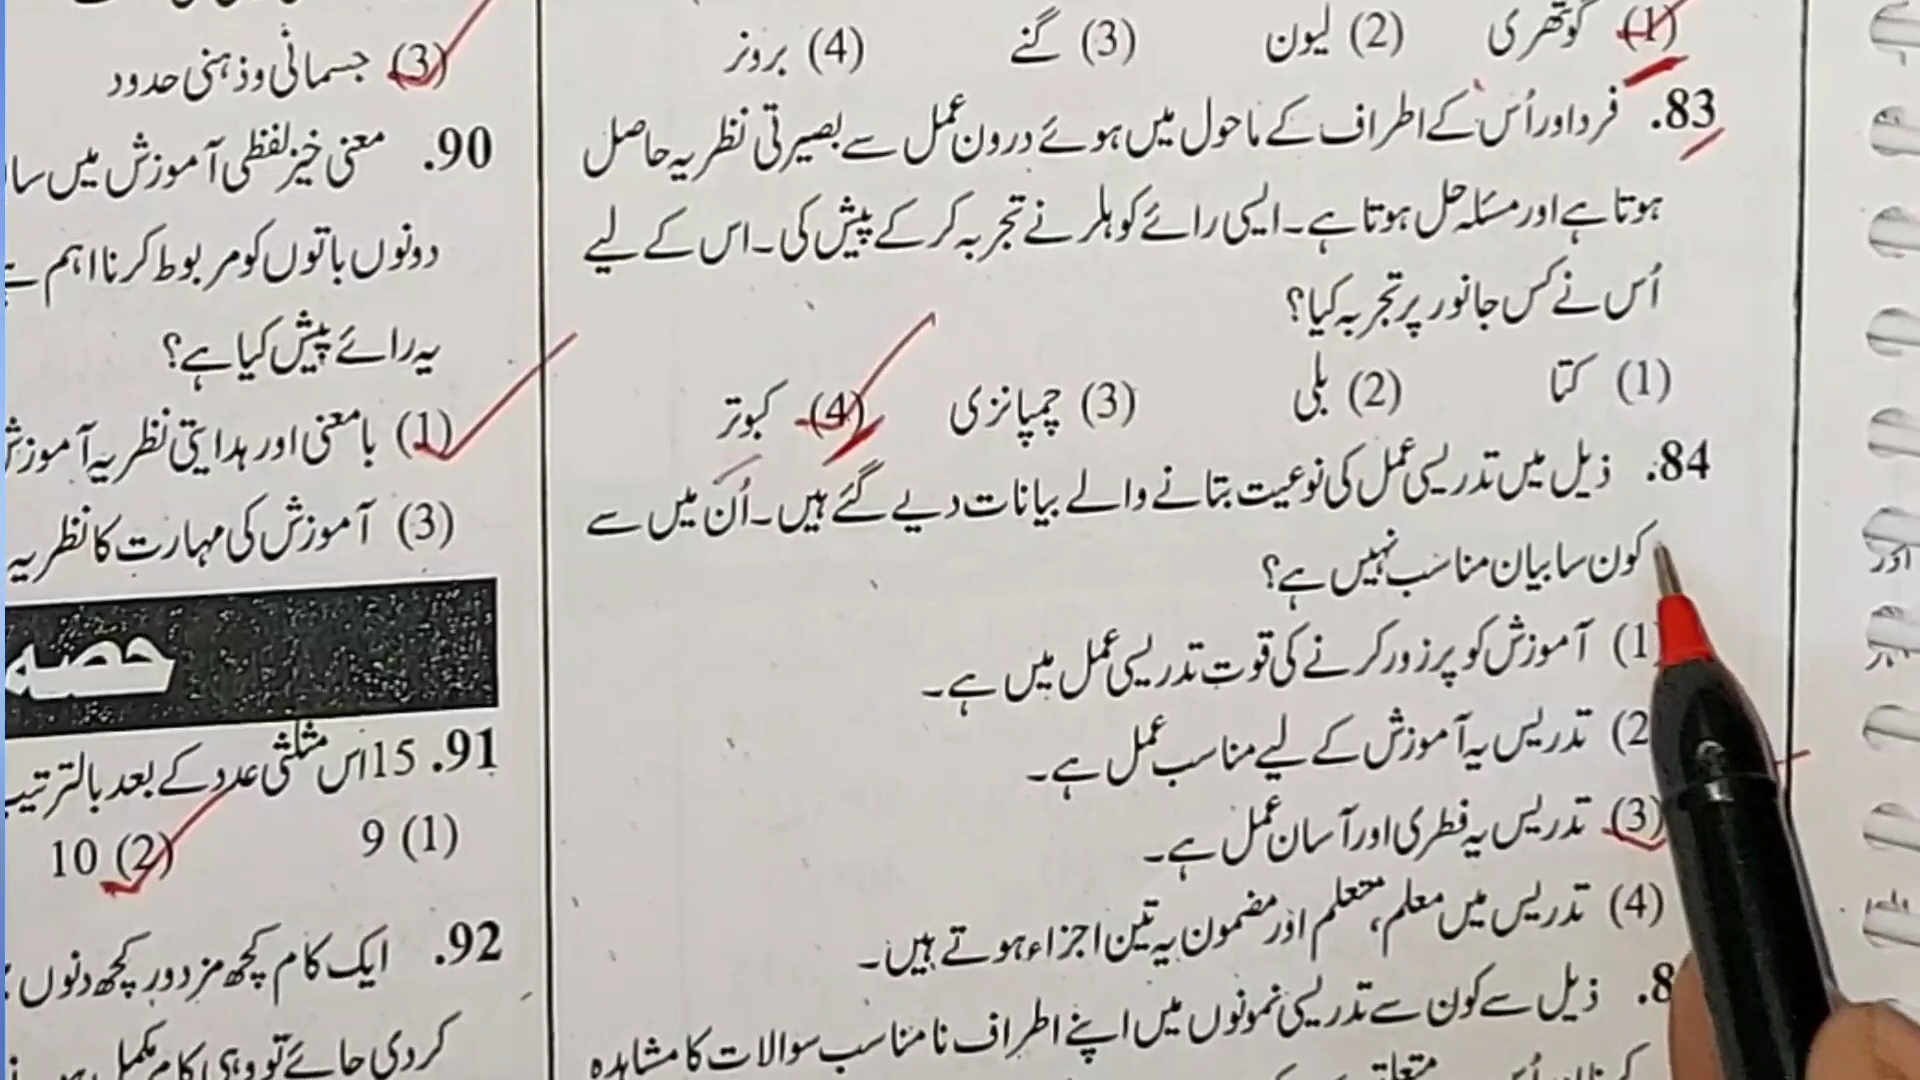 (1) گوتھری (2) لیون (3) گنے (4) برونر
83. فرد اور اُس کے اطراف کے ماحول میں ہوئے درون عمل سے بصیرتی نظریہ حاصل
ہوتا ہے اور مسئلہ حل ہوتا ہے۔ ایسی رائے کوہلر نے تجربہ کر کے پیش کی۔ اس کے لیے
اُس نے کس جانور پر تجربہ کیا؟
(1) کتا (2) بلی (3) چمپانزی (4) کبوتر
84. ذیل میں تدریسی عمل کی نوعیت بتانے والے بیانات دیے گئے ہیں۔ اُن میں سے
کون سا بیان مناسب نہیں ہے؟
(1) آموزش کو پرزور کرنے کی قوت تدریسی عمل میں ہے۔
(2) تدریس یہ آموزش کے لیے مناسب عمل ہے۔
(3) تدریس یہ فطری اور آسان عمل ہے۔
(4) تدریس میں معلم، متعلم اور مضمون یہ تین اجزاء ہوتے ہیں۔
ذیل سے کون سے تدریسی نمونوں میں اپنے اطراف نامناسب سوالات کا مشاہدہ
(3) جسمانی و ذہنی حدود
90. معنی خیز لفظی آموزش میں
دونوں باتوں کو مربوط کرنا اہم
یہ رائے پیش کیا ہے؟
(1) بامعنی اور ہدایتی نظریہ
(3) آموزش کی مہارت کا نظریہ
حصہ
91. 15 اس مثلثی عدد کے بعد
(1) 9 (2) 10
92. ایک کام کچھ مزدور کچھ دنوں
کر دی جائے تو وہی کام مکمل